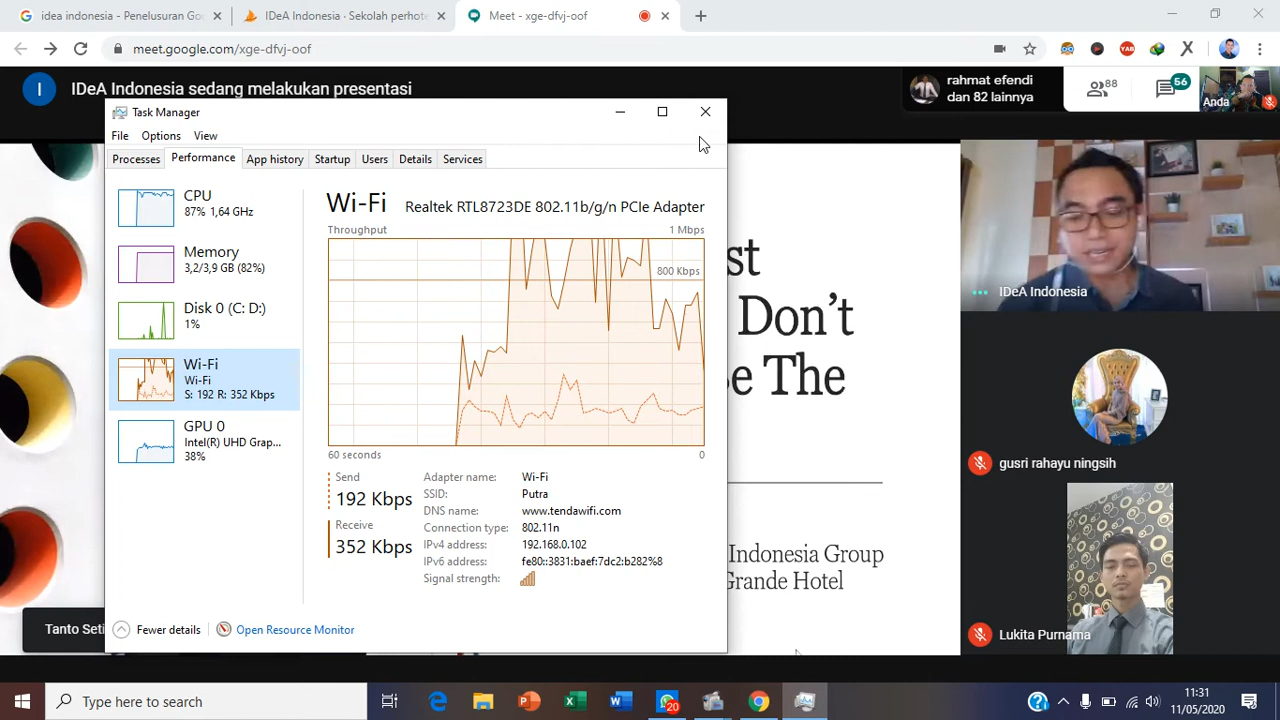 idea indonesia - Penelusuran Goo
IDeA Indonesia · Sekolah perhote
Meet - xge-dfvj-oof
meet.google.com/xge-dfvj-oof
YAB
I
IDeA Indonesia sedang melakukan presentasi
rahmat efendi
dan 82 lainnya
88
56
Anda
Task Manager
File Options View
Processes Performance App history Startup Users Details Services
CPU
87% 1,64 GHz
Memory
3,2/3,9 GB (82%)
Disk 0 (C: D:)
1%
Wi-Fi
Wi-Fi
S: 192 R: 352 Kbps
GPU 0
Intel(R) UHD Grap...
38%
Wi-Fi Realtek RTL8723DE 802.11b/g/n PCIe Adapter
Throughput 1 Mbps
800 Kbps
60 seconds 0
Send
192 Kbps
Receive
352 Kbps
Adapter name: Wi-Fi
SSID: Putra
DNS name: www.tendawifi.com
Connection type: 802.11n
IPv4 address: 192.168.0.102
IPv6 address: fe80::3831:baef:7dc2:b282%8
Signal strength:
Fewer details Open Resource Monitor
st
Don't
e The
Indonesia Group
Grande Hotel
Tanto Seti
IDeA Indonesia
gusri rahayu ningsih
Lukita Purnama
Type here to search
20
11:31
11/05/2020